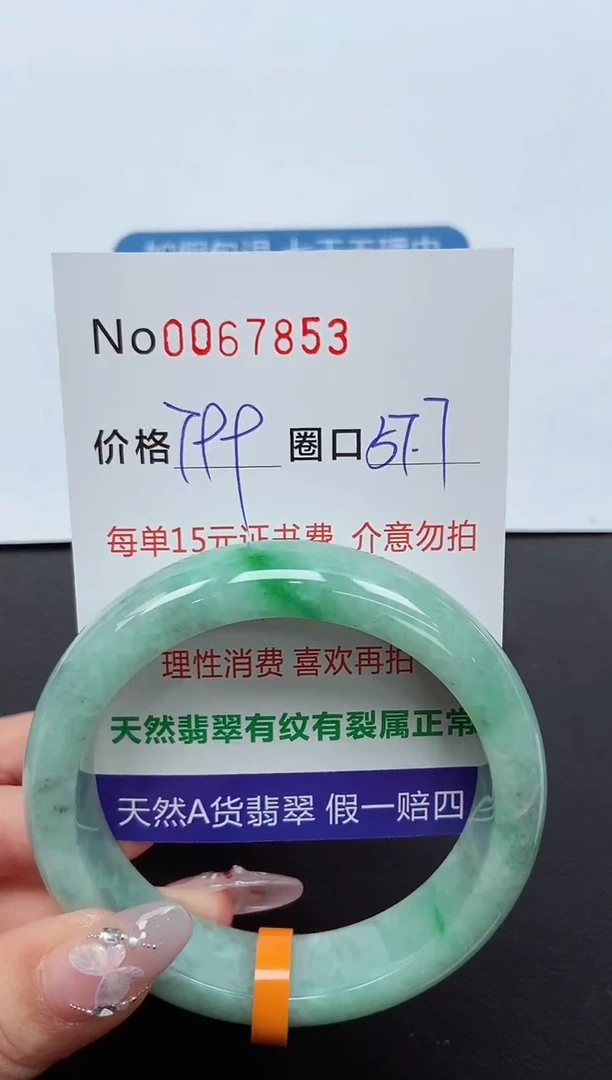 No0067853
价格 799 圈口 57.7
每单15元证书费 介意勿拍
理性消费 喜欢再拍
天然翡翠有纹有裂属正常
天然A货翡翠 假一赔四